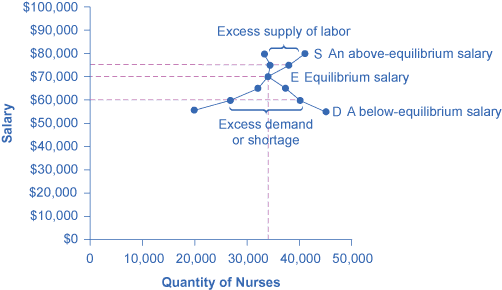 $100,000
$90,000
$80,000
$70,000
$60,000
$50,000
$40,000
$30,000
$20,000
$10,000
$0
Salary
Excess supply of labor
S An above-equilibrium salary
E Equilibrium salary
D A below-equilibrium salary
Excess demand
or shortage
0 10,000 20,000 30,000 40,000 50,000
Quantity of Nurses